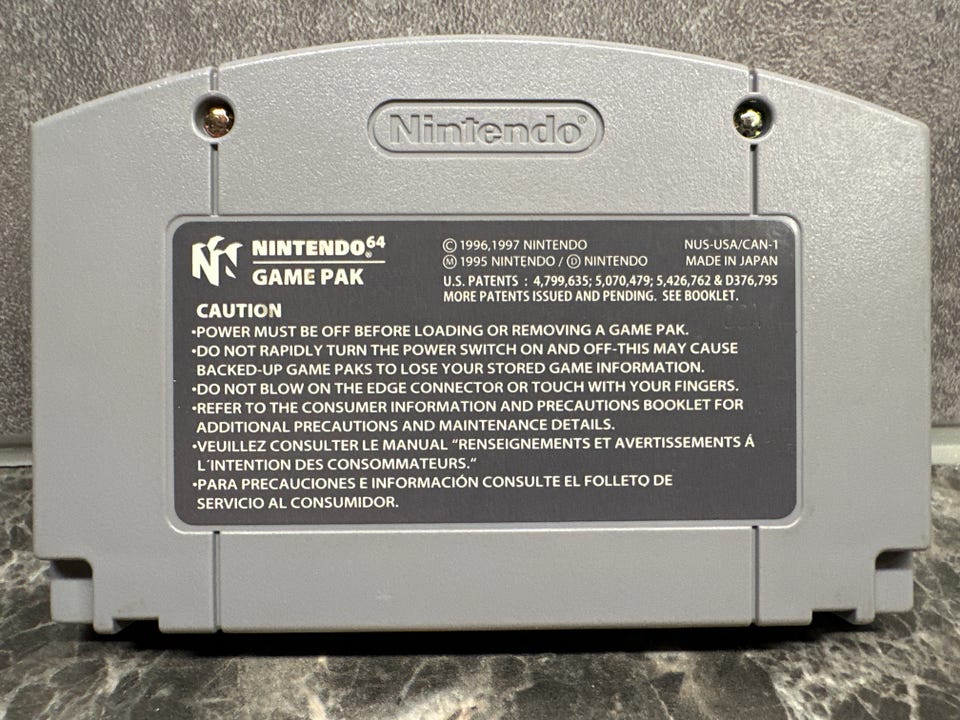 Nintendo®
NINTENDO 64 ®
GAME PAK
© 1996,1997 NINTENDO
NUS-USA/CAN-1
Ⓜ 1995 NINTENDO / Ⓓ NINTENDO
MADE IN JAPAN
U.S. PATENTS : 4,799,635; 5,070,479; 5,426,762 & D376,795
MORE PATENTS ISSUED AND PENDING. SEE BOOKLET.
CAUTION
•POWER MUST BE OFF BEFORE LOADING OR REMOVING A GAME PAK.
•DO NOT RAPIDLY TURN THE POWER SWITCH ON AND OFF-THIS MAY CAUSE
BACKED-UP GAME PAKS TO LOSE YOUR STORED GAME INFORMATION.
•DO NOT BLOW ON THE EDGE CONNECTOR OR TOUCH WITH YOUR FINGERS.
•REFER TO THE CONSUMER INFORMATION AND PRECAUTIONS BOOKLET FOR
ADDITIONAL PRECAUTIONS AND MAINTENANCE DETAILS.
•VEUILLEZ CONSULTER LE MANUAL "RENSEIGNEMENTS ET AVERTISSEMENTS Á
L´INTENTION DES CONSOMMATEURS."
•PARA PRECAUCIONES E INFORMACIÓN CONSULTE EL FOLLETO DE
SERVICIO AL CONSUMIDOR.